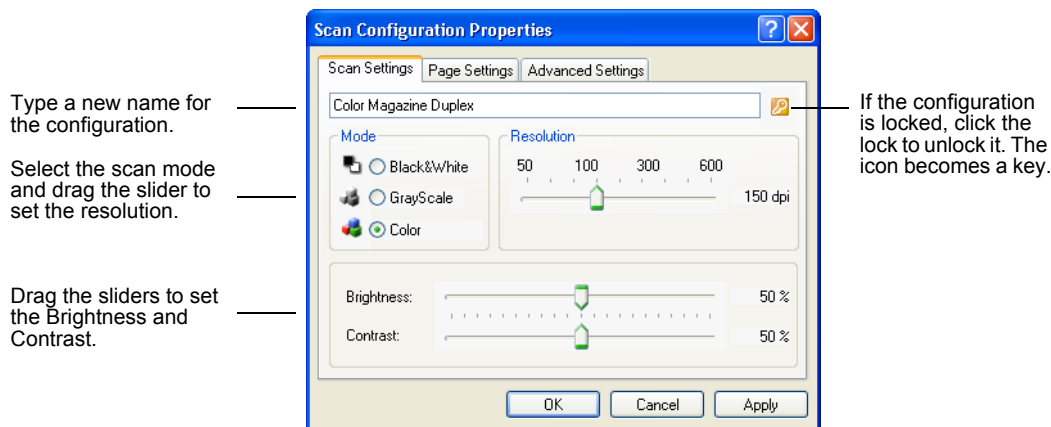 Scan Configuration Properties
?
X
Scan Settings
Page Settings
Advanced Settings
Type a new name for
the configuration.
Color Magazine Duplex
If the configuration
is locked, click the
lock to unlock it. The
icon becomes a key.
Select the scan mode
and drag the slider to
set the resolution.
Mode
Black&White
GrayScale
Color
Resolution
50 100 300 600
150 dpi
Drag the sliders to set
the Brightness and
Contrast.
Brightness:
50 %
Contrast:
50 %
OK
Cancel
Apply